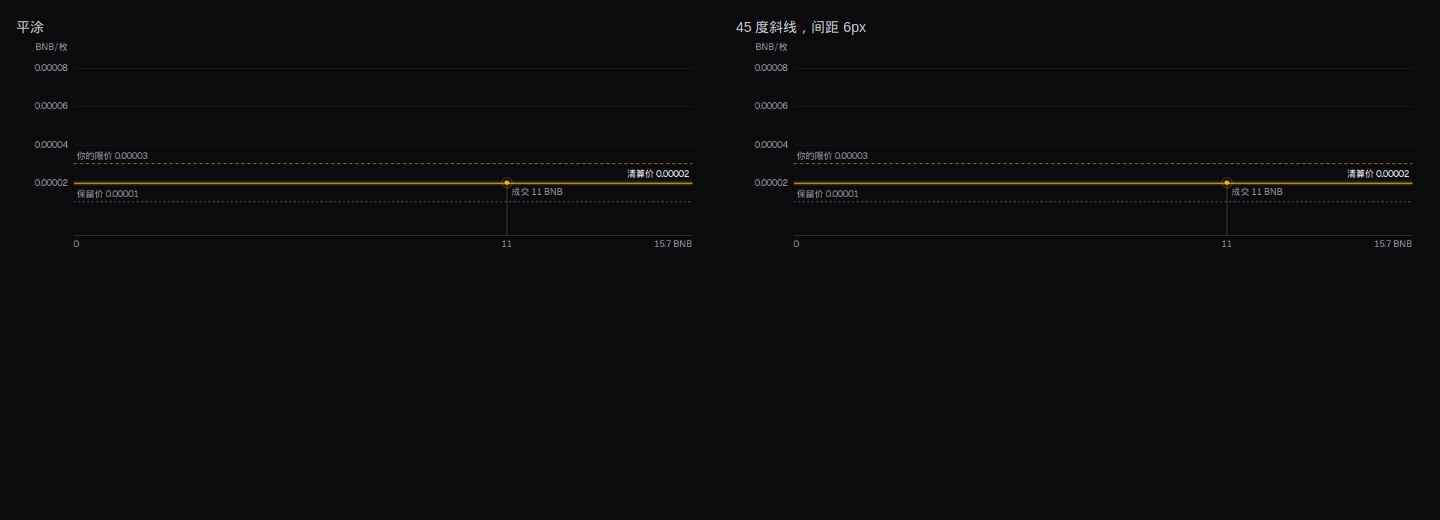 平涂
BNB/枚
0.00008
0.00006
0.00004
你的限价 0.00003
清算价 0.00002
0.00002
成交 11 BNB
保留价 0.00001
0
11
15.7 BNB
45 度斜线，间距 6px
BNB/枚
0.00008
0.00006
0.00004
你的限价 0.00003
清算价 0.00002
0.00002
成交 11 BNB
保留价 0.00001
0
11
15.7 BNB